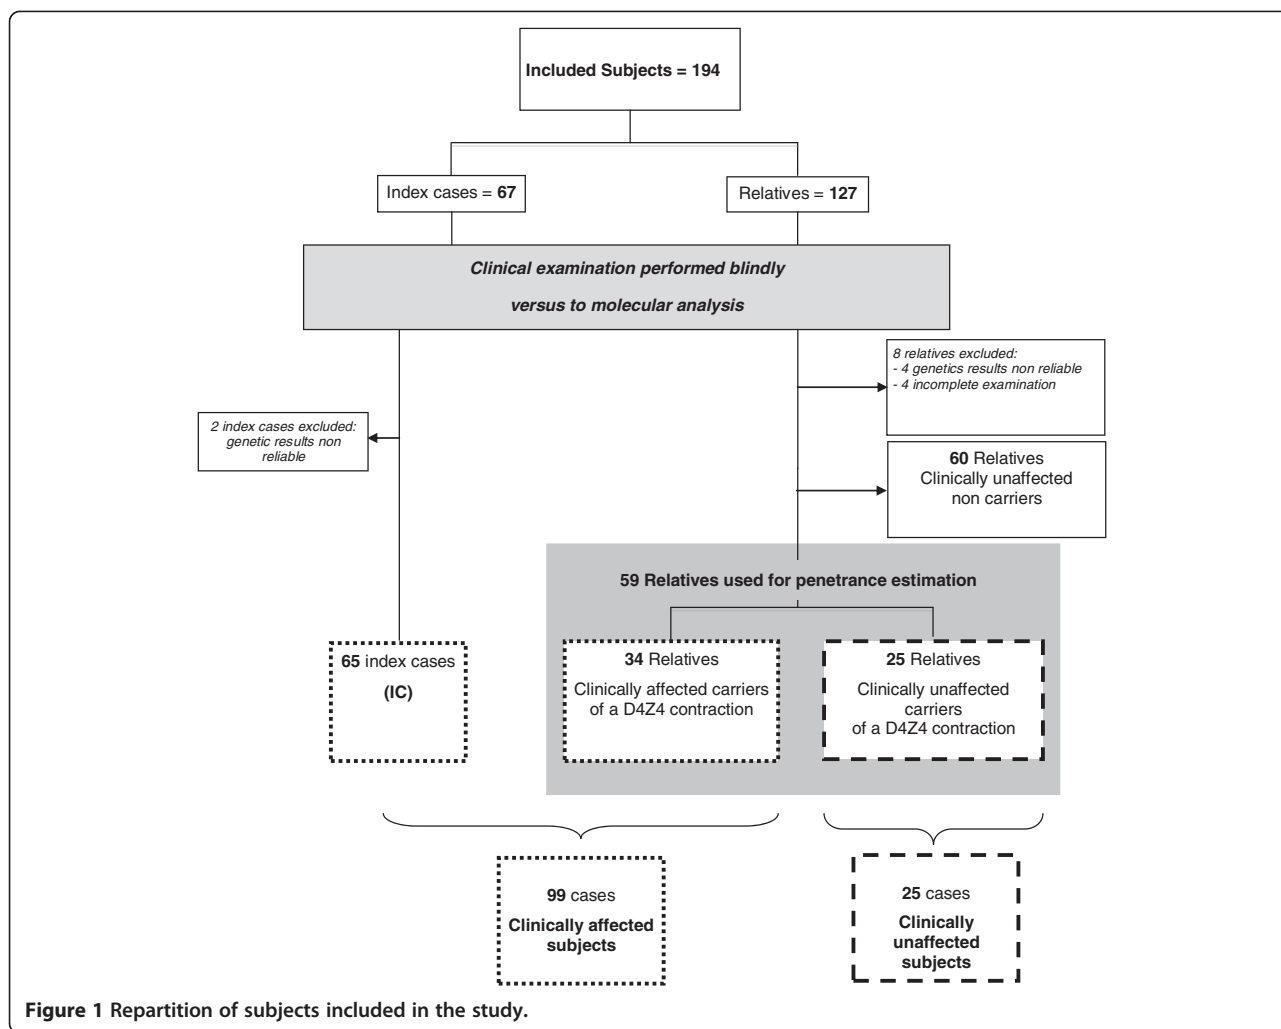 Included Subjects = 194
Index cases = 67
Relatives = 127
Clinical examination performed blindly
versus to molecular analysis
8 relatives excluded:
- 4 genetics results non reliable
- 4 incomplete examination
2 index cases excluded:
genetic results non
reliable
60 Relatives
Clinically unaffected
non carriers
59 Relatives used for penetrance estimation
65 index cases
(IC)
34 Relatives
Clinically affected carriers
of a D4Z4 contraction
25 Relatives
Clinically unaffected
carriers
of a D4Z4 contraction
99 cases
Clinically affected
subjects
25 cases
Clinically
unaffected
subjects
Figure 1 Repartition of subjects included in the study.